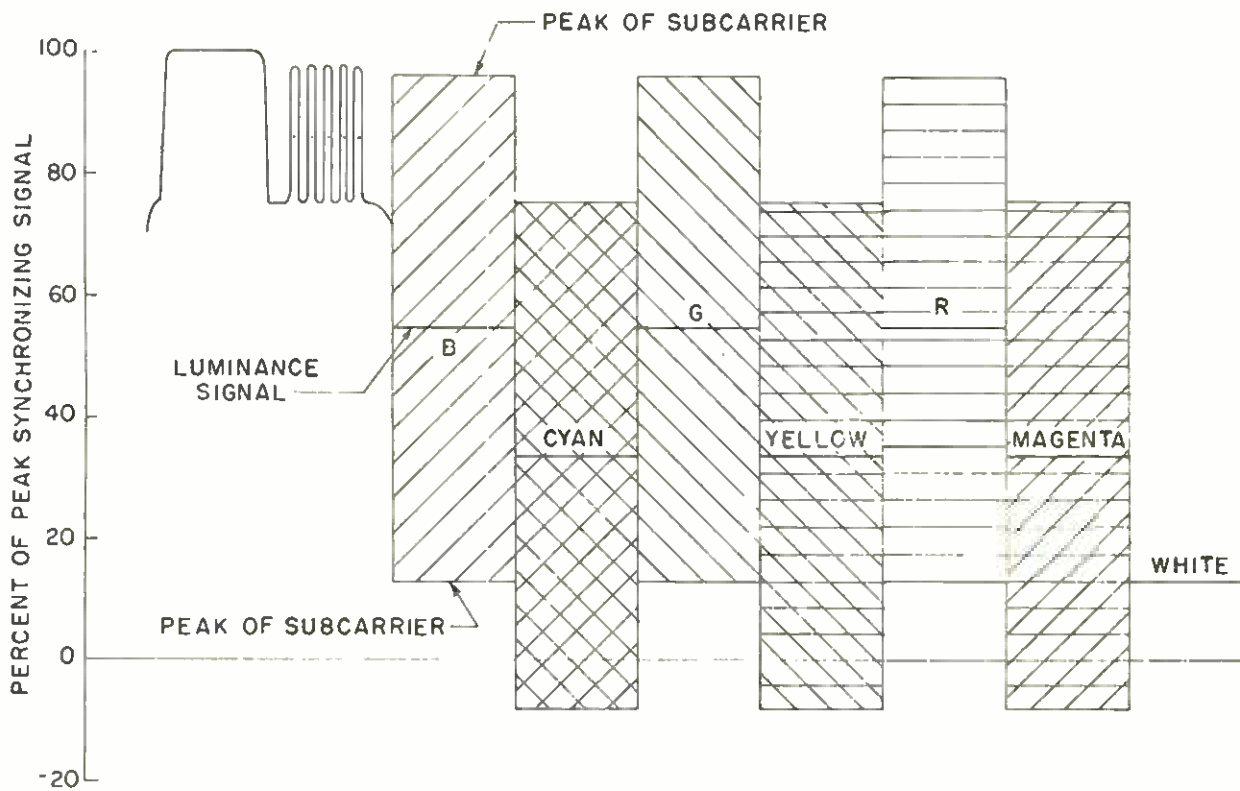 PEAK OF SUBCARRIER
PERCENT OF PEAK SYNCHRONIZING SIGNAL
100
80
60
40
20
0
-20
LUMINANCE
SIGNAL
B
CYAN
G
YELLOW
R
MAGENTA
WHITE
PEAK OF SUBCARRIER